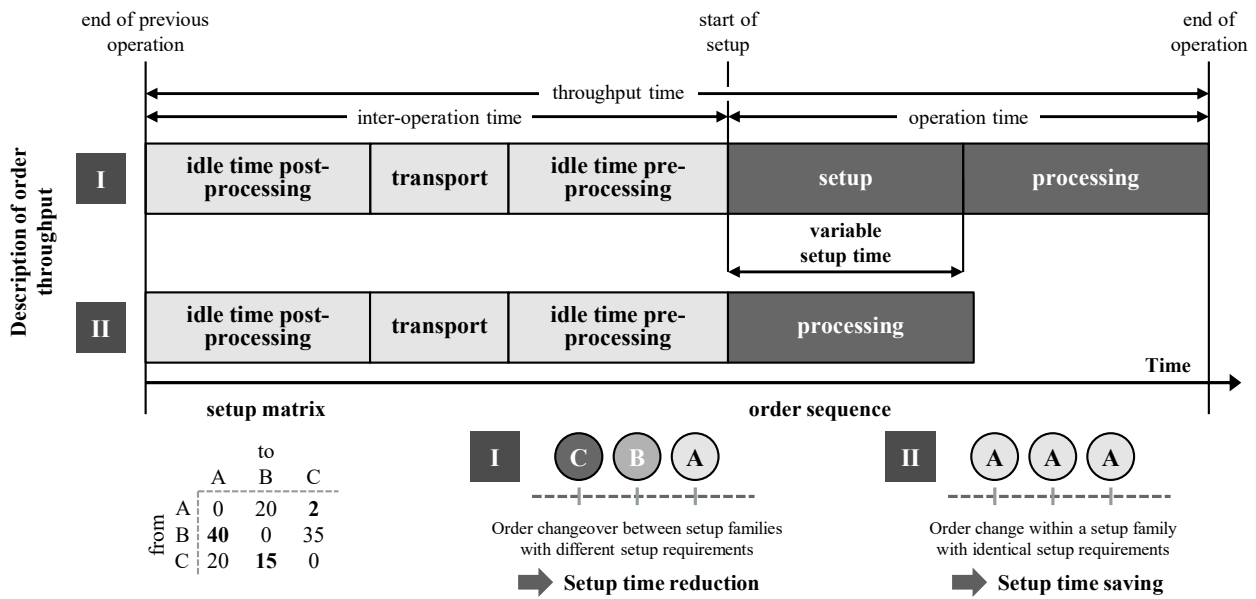 end of previous
operation
start of
setup
end of
operation
throughput time
inter-operation time
operation time
Description of order
throughput
I
idle time post-
processing
transport
idle time pre-
processing
setup
processing
variable
setup time
II
idle time post-
processing
transport
idle time pre-
processing
processing
Time
setup matrix
order sequence
to
A B C
from
A 0 20 2
B 40 0 35
C 20 15 0
I
C B A
Order changeover between setup families
with different setup requirements
Setup time reduction
II
A A A
Order change within a setup family
with identical setup requirements
Setup time saving